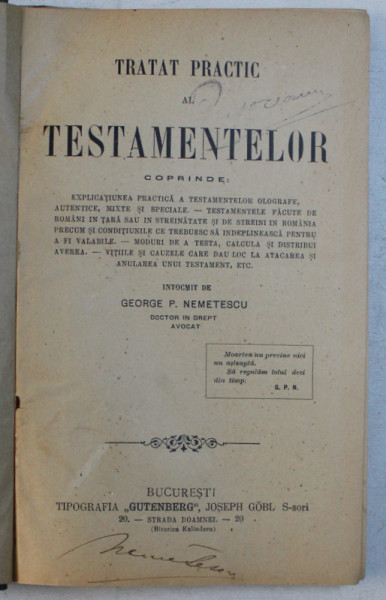 TRATAT PRACTIC
AL
TESTAMENTELOR
COPRINDE:
EXPLICAȚIUNEA PRACTICĂ A TESTAMENTELOR OLOGRAFE,
AUTENTICE, MIXTE ȘI SPECIALE. — TESTAMENTELE FĂCUTE DE
ROMÂNI IN ȚARĂ SAU IN STREINĂTATE ȘI DE STREINI IN ROMÂNIA
PRECUM ȘI CONDIȚIUNILE CE TREBUESC SĂ INDEPLINEASCĂ PENTRU
A FI VALABILE. — MODURI DE A TESTA, CALCULA ȘI DISTRIBUI
AVEREA. — VIȚIILE ȘI CAUZELE CARE DAU LOC LA ATACAREA ȘI
ANULAREA UNUI TESTAMENT, ETC.
INTOCMIT DE
GEORGE P. NEMETESCU
DOCTOR IN DREPT
AVOCAT
Moartea nu previne nici
nu așteaptă.
Să regulăm totul deci
din timp.
G. P. N.
BUCUREȘTI
TIPOGRAFIA „GUTENBERG", JOSEPH GÖBL S-sori
20. — STRADA DOAMNEI. — 20
(Biserica Kalinderu)